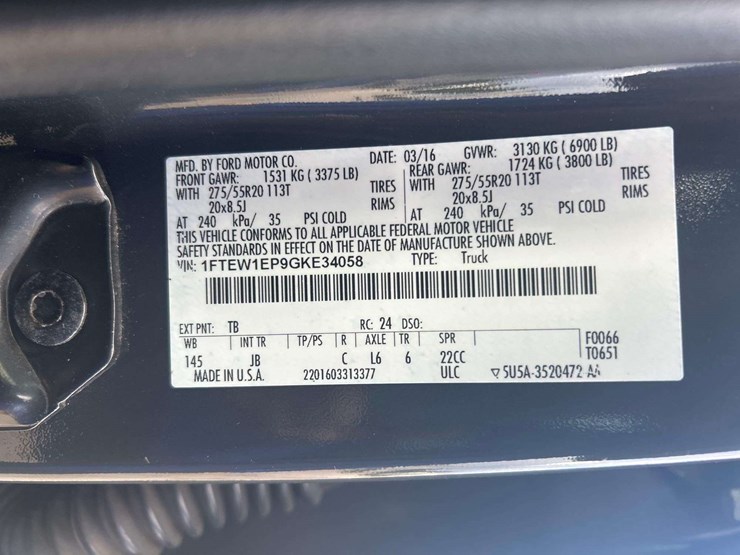 MFD. BY FORD MOTOR CO. DATE: 03/16 GVWR: 3130 KG ( 6900 LB)
FRONT GAWR: 1531 KG ( 3375 LB) REAR GAWR: 1724 KG ( 3800 LB)
WITH 275/55R20 113T TIRES WITH 275/55R20 113T TIRES
20x8.5J RIMS 20x8.5J RIMS
AT 240 kPa/ 35 PSI COLD AT 240 kPa/ 35 PSI COLD
THIS VEHICLE CONFORMS TO ALL APPLICABLE FEDERAL MOTOR VEHICLE
SAFETY STANDARDS IN EFFECT ON THE DATE OF MANUFACTURE SHOWN ABOVE.
VIN: 1FTEW1EP9GKE34058 TYPE: Truck
EXT PNT: TB RC: 24 DSO:
WB INT TR TP/PS R AXLE TR SPR F0066
145 JB C L6 6 22CC T0651
MADE IN U.S.A. 2201603313377 ULC 5U5A-3520472-AA